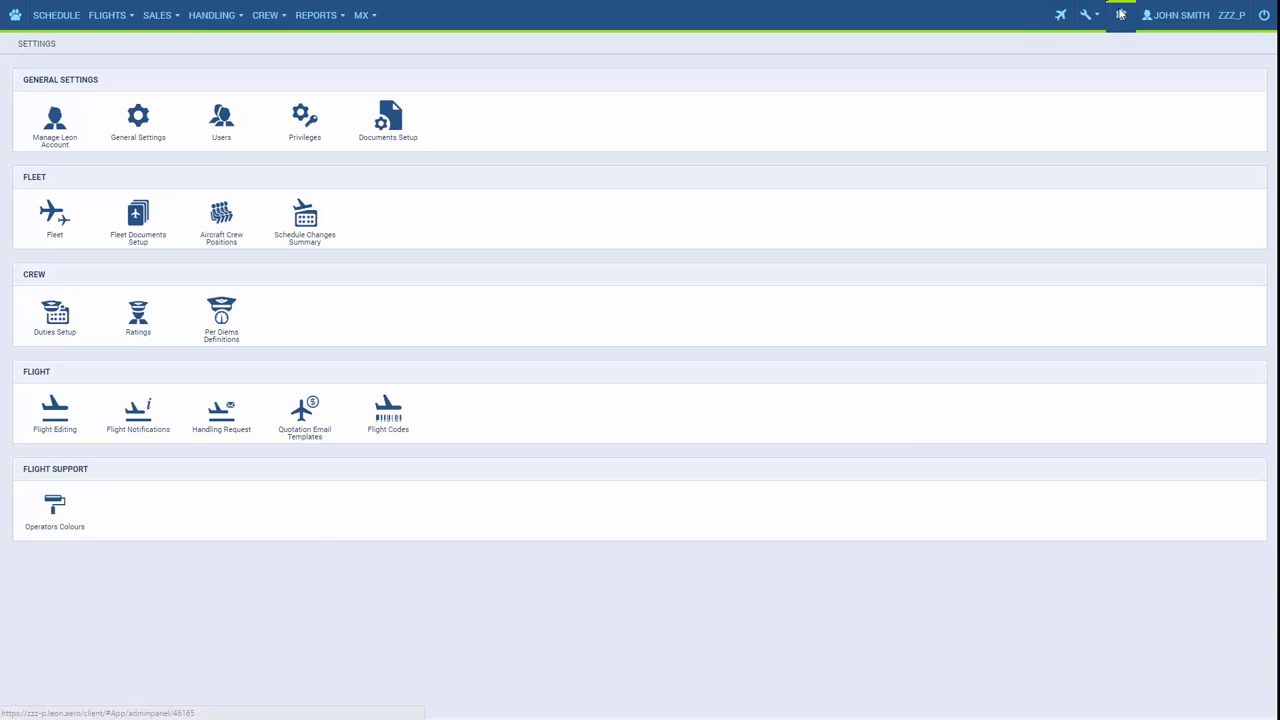 SCHEDULE FLIGHTS SALES HANDLING CREW REPORTS MX JOHN SMITH ZZZ_P
SETTINGS
GENERAL SETTINGS
Manage Leon Account
General Settings
Users
Privileges
Documents Setup
FLEET
Fleet
Fleet Documents Setup
Aircraft Crew Positions
Schedule Changes Summary
CREW
Duties Setup
Ratings
Per Diems Definitions
FLIGHT
Flight Editing
Flight Notifications
Handling Request
Quotation Email Templates
Flight Codes
FLIGHT SUPPORT
Operators Colours
https://zzz-p.leon.aero/client/#App/adminpanel/46165